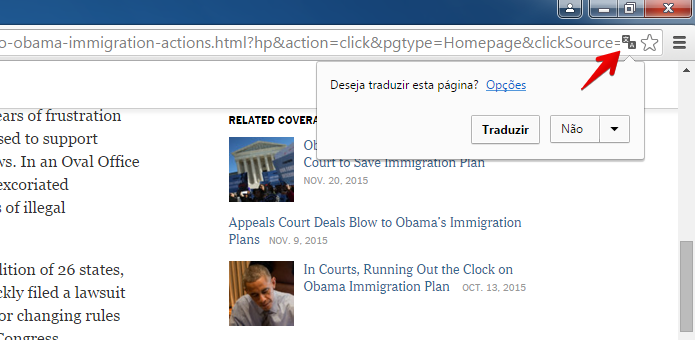 o-obama-immigration-actions.html?hp&action=click&pgtype=Homepage&clickSource=
Deseja traduzir esta página? Opções
Traduzir
Não
ears of frustration
sed to support
ws. In an Oval Office
excoriated
s of illegal
lition of 26 states,
ckly filed a lawsuit
or changing rules
Congress
RELATED COVERA
Ob
Court to Save Immigration Plan
NOV. 20, 2015
Appeals Court Deals Blow to Obama's Immigration
Plans NOV. 9, 2015
In Courts, Running Out the Clock on
Obama Immigration Plan OCT. 13, 2015